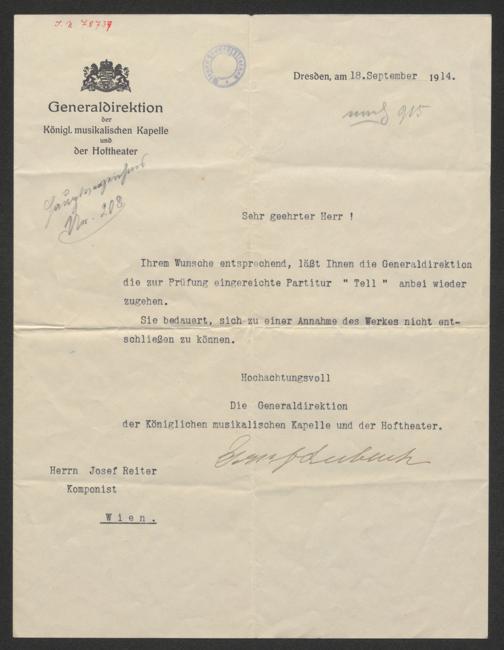 Generaldirektion
der
Königl. musikalischen Kapelle
und
der Hoftheater
Dresden, am 18.September 1914.
No. 208
Sehr geehrter Herr !
Ihrem Wunsche entsprechend, läßt Ihnen die Generaldirektion
die zur Prüfung eingereichte Partitur " Tell " anbei wieder
zugehen.
Sie bedauert, sich zu einer Annahme des Werkes nicht ent-
schließen zu können.
Hochachtungsvoll
Die Generaldirektion
der Königlichen musikalischen Kapelle und der Hoftheater.
Herrn Josef Reiter
Komponist
Wien.